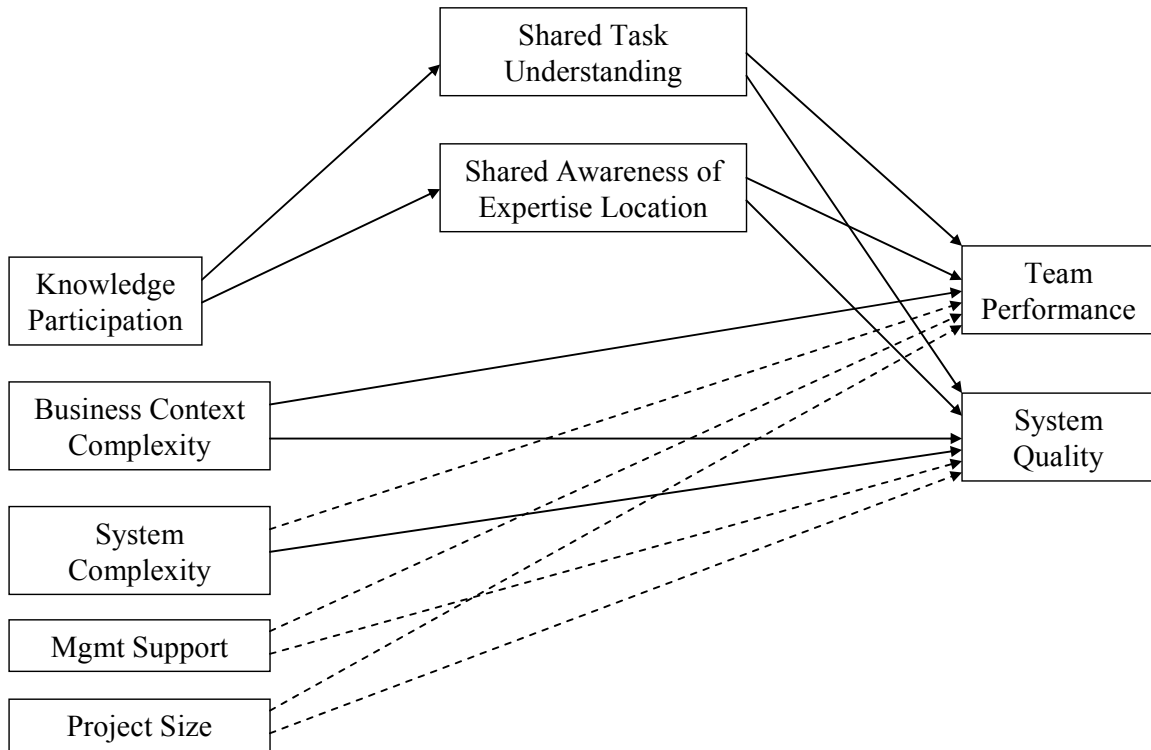 Shared Task
Understanding
Shared Awareness of
Expertise Location
Knowledge
Participation
Team
Performance
Business Context
Complexity
System
Quality
System
Complexity
Mgmt Support
Project Size